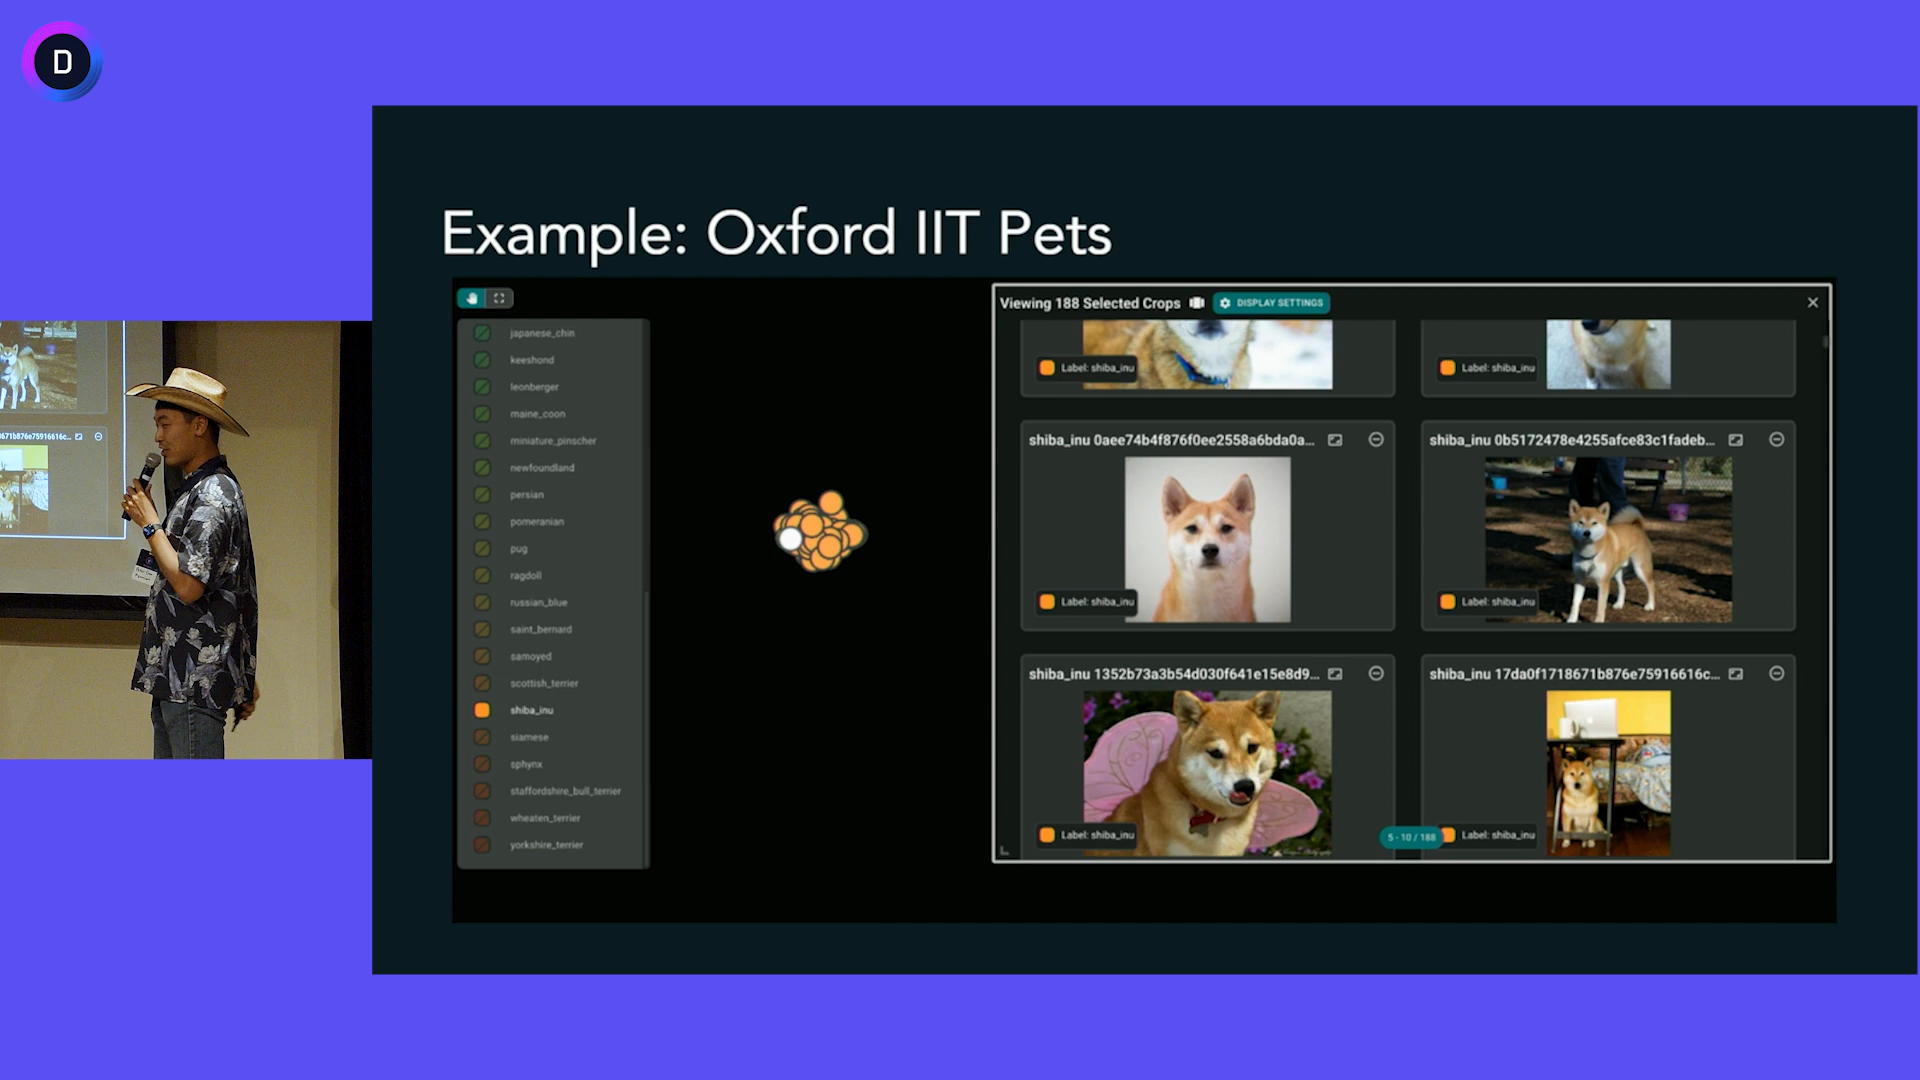 D
Example: Oxford IIT Pets
japanese_chin
keeshond
leonberger
maine_coon
miniature_pinscher
newfoundland
persian
pomeranian
pug
ragdoll
russian_blue
saint_bernard
samoyed
scottish_terrier
shiba_inu
siamese
sphynx
staffordshire_bull_terrier
wheaten_terrier
yorkshire_terrier
Viewing 188 Selected Crops
DISPLAY SETTINGS
Label: shiba_inu
Label: shiba_inu
shiba_inu 0aee74b4f876f0ee2558a6bda0a...
shiba_inu 0b5172478e4255afce83c1fadeb...
Label: shiba_inu
Label: shiba_inu
shiba_inu 1352b73a3b54d030f641e15e8d9...
shiba_inu 17da0f1718671b876e75916616c...
Label: shiba_inu
5 - 10 / 188
Label: shiba_inu
671b876e75916616c...